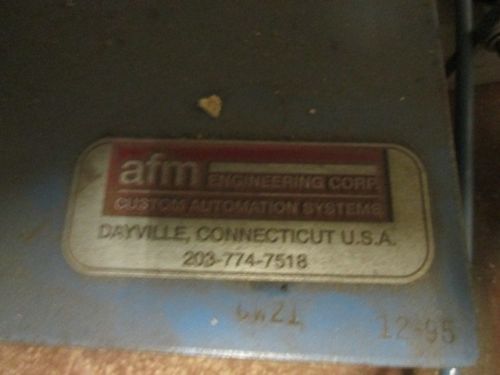 afm ENGINEERING CORP.
CUSTOM AUTOMATION SYSTEMS
DAYVILLE, CONNECTICUT U.S.A.
203-774-7518
12-95